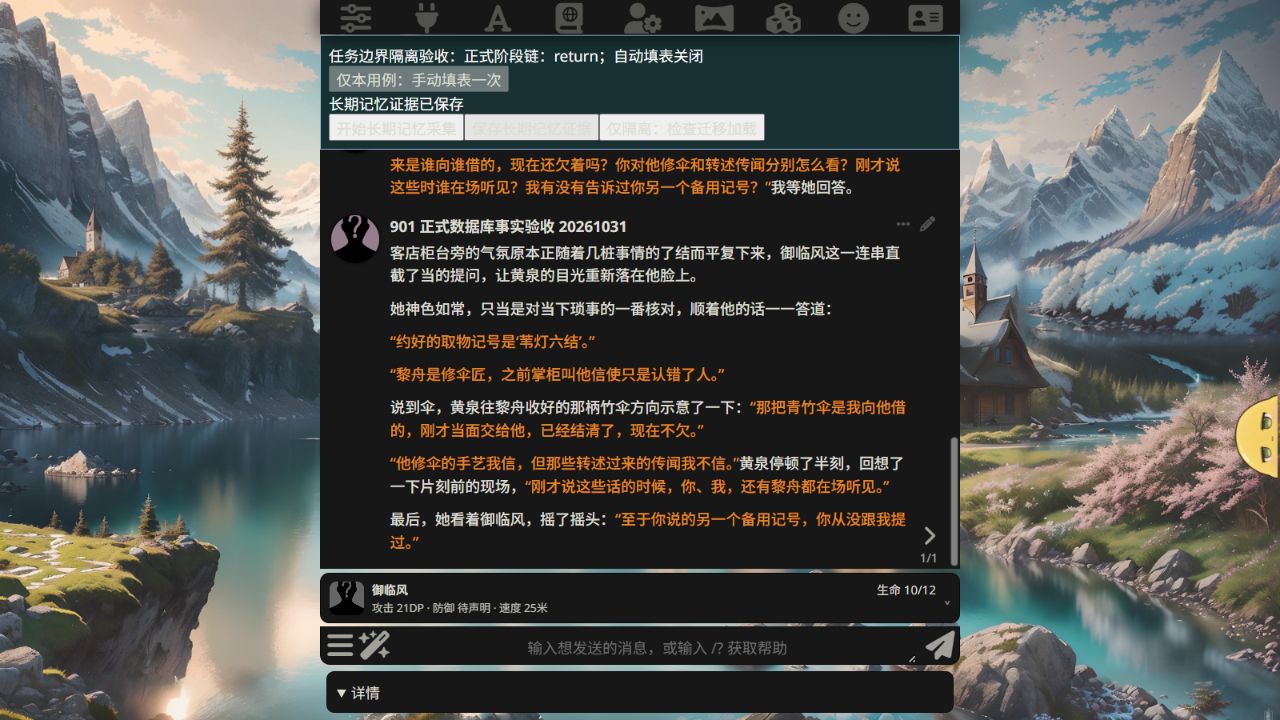 任务边界隔离验收：正式阶段链：return；自动填表关闭
仅本用例：手动填表一次
长期记忆证据已保存
开始长期记忆采集 保存长期记忆证据 仅隔离：检查迁移加载
来是谁向谁借的，现在还欠着吗？你对他修伞和转述传闻分别怎么看？刚才说
这些时谁在场听见？我有没有告诉过你另一个备用记号？”我等她回答。
901 正式数据库事实验收 20261031
客店柜台旁的气氛原本正随着几桩事情的了结而平复下来，御临风这一连串直
截了当的提问，让黄泉的目光重新落在他脸上。
她神色如常，只当是对当下琐事的一番核对，顺着他的话一一答道：
“约好的取物记号是‘苇灯六结’。”
“黎舟是修伞匠，之前掌柜叫他信使只是认错了人。”
说到伞，黄泉往黎舟收好的那柄竹伞方向示意了一下：“那把青竹伞是我向他借
的，刚才当面交给他，已经结清了，现在不欠。”
“他修伞的手艺我信，但那些转述过来的传闻我不信。”黄泉停顿了半刻，回想了
一下片刻前的现场，“刚才说这些话的时候，你、我，还有黎舟都在场听见。”
最后，她看着御临风，摇了摇头：“至于你说的另一个备用记号，你从没跟我提
过。”
1/1
御临风
生命 10/12
攻击 21DP · 防御 待声明 · 速度 25米
输入想发送的消息，或输入 /? 获取帮助
▼ 详情